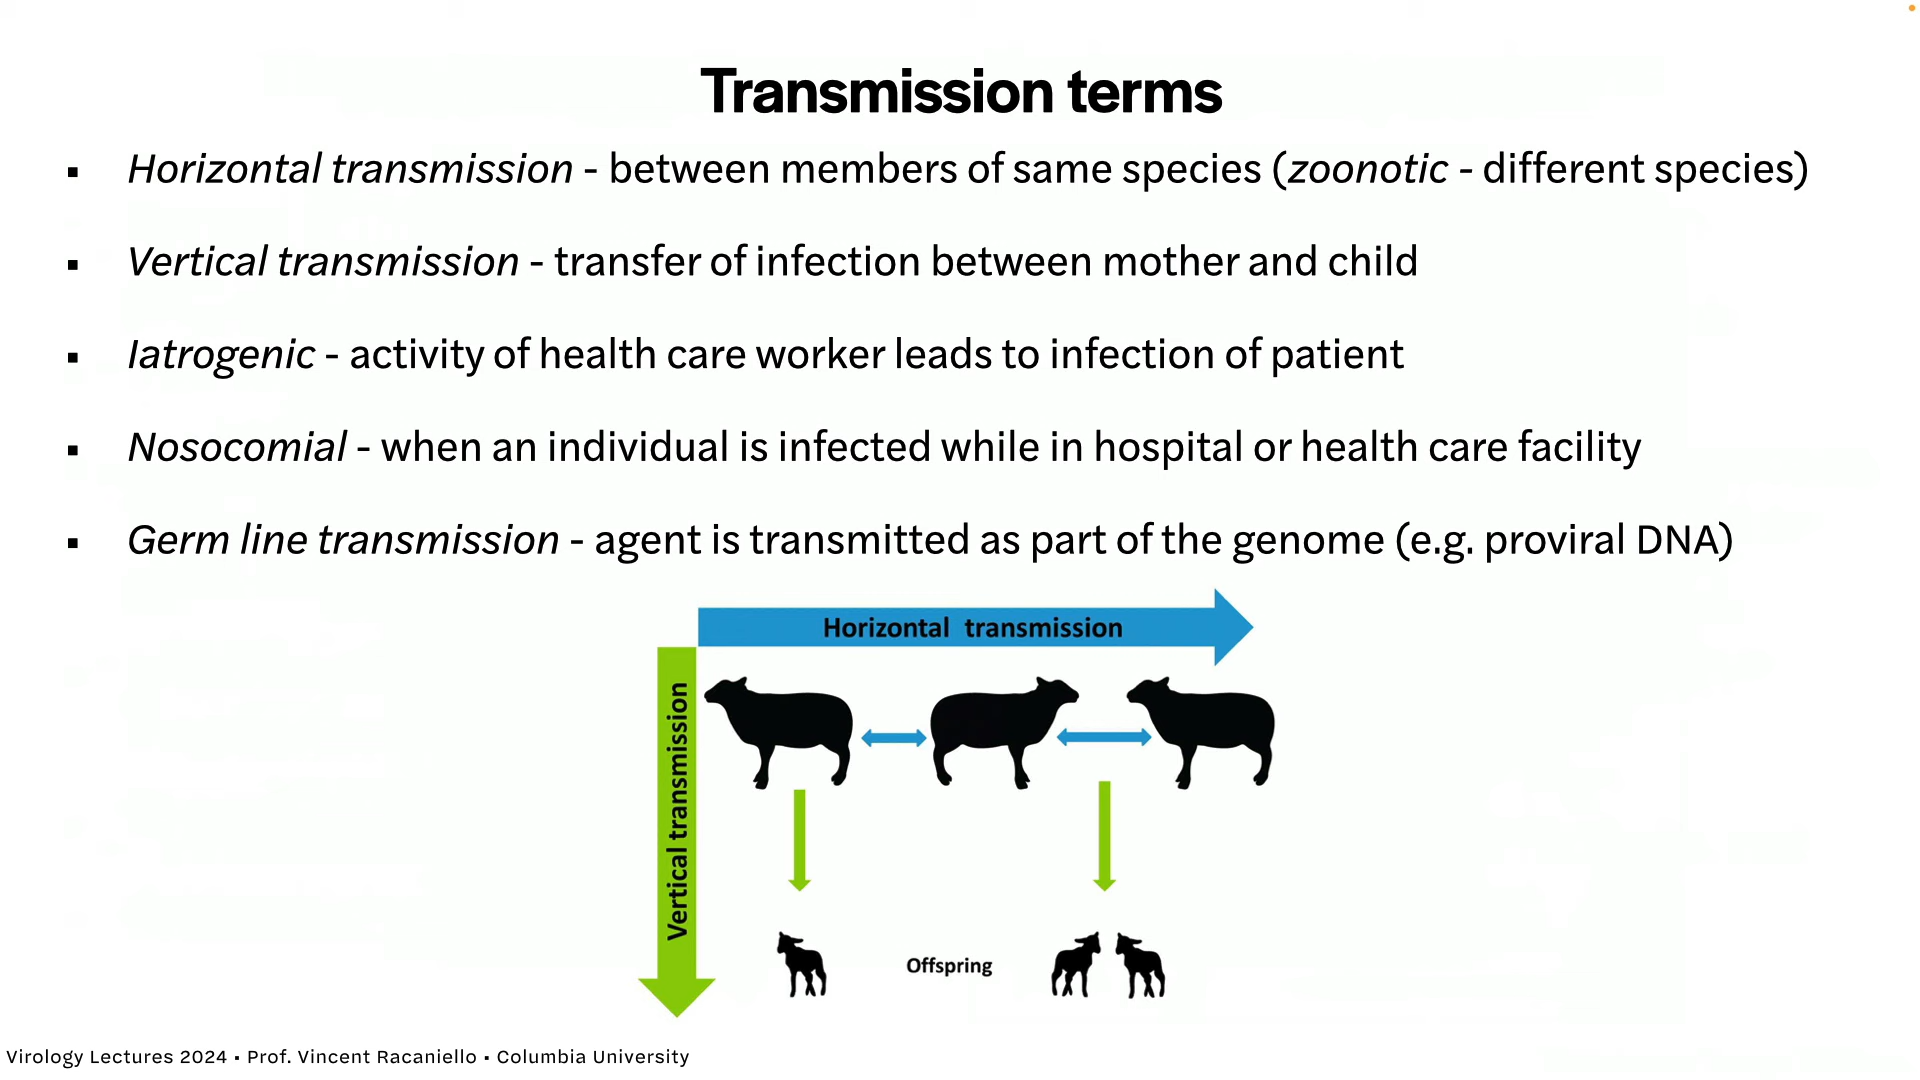 Transmission terms
▪ Horizontal transmission - between members of same species (zoonotic - different species)
▪ Vertical transmission - transfer of infection between mother and child
▪ Iatrogenic - activity of health care worker leads to infection of patient
▪ Nosocomial - when an individual is infected while in hospital or health care facility
▪ Germ line transmission - agent is transmitted as part of the genome (e.g. proviral DNA)
Horizontal transmission
Vertical transmission
Offspring
Virology Lectures 2024 ▪ Prof. Vincent Racaniello ▪ Columbia University